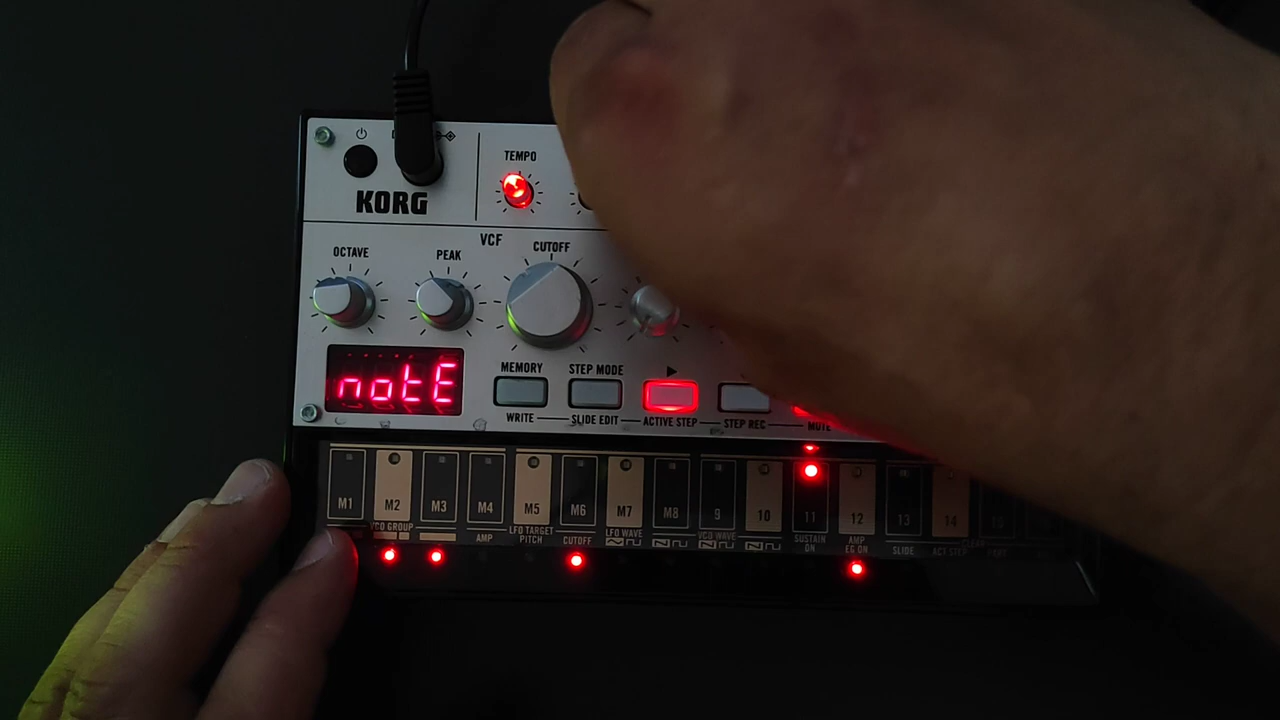 TEMPO
KORG
VCF
OCTAVE PEAK CUTOFF
notE
MEMORY STEP MODE
WRITE SLIDE EDIT ACTIVE STEP STEP REC MUTE
M1 M2 M3 M4 M5 M6 M7 M8 9 10 11 12 13 14
VCO GROUP AMP LFO TARGET PITCH CUTOFF LFO WAVE VCO WAVE SUSTAIN ON AMP EG ON SLIDE ACT STEP